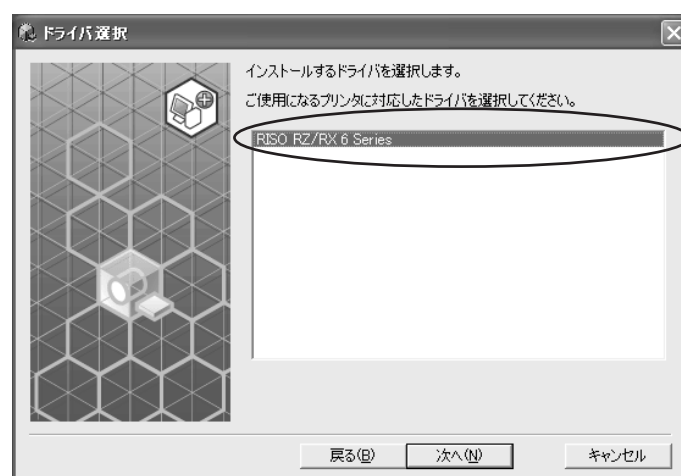 ドライバ選択
インストールするドライバを選択します。
ご使用になるプリンタに対応したドライバを選択してください。
RISO RZ/RX 6 Series
戻る(B)
次へ(N)
キャンセル